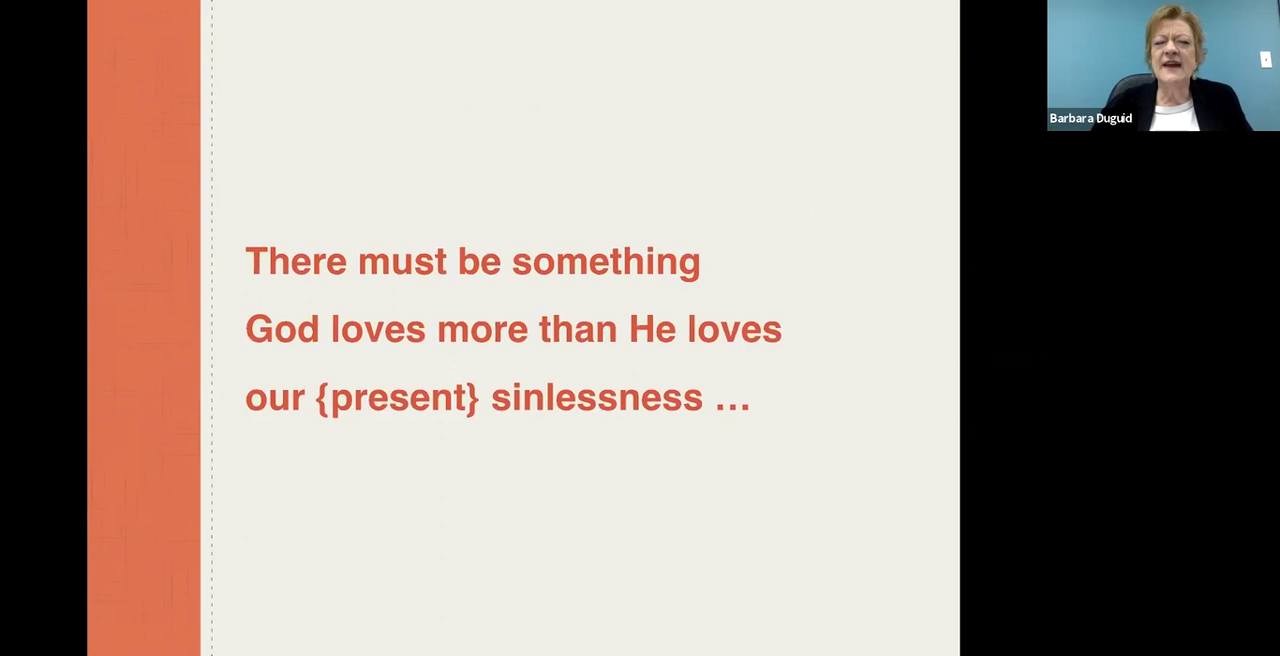 There must be something
God loves more than He loves
our {present} sinlessness …
Barbara Duguid